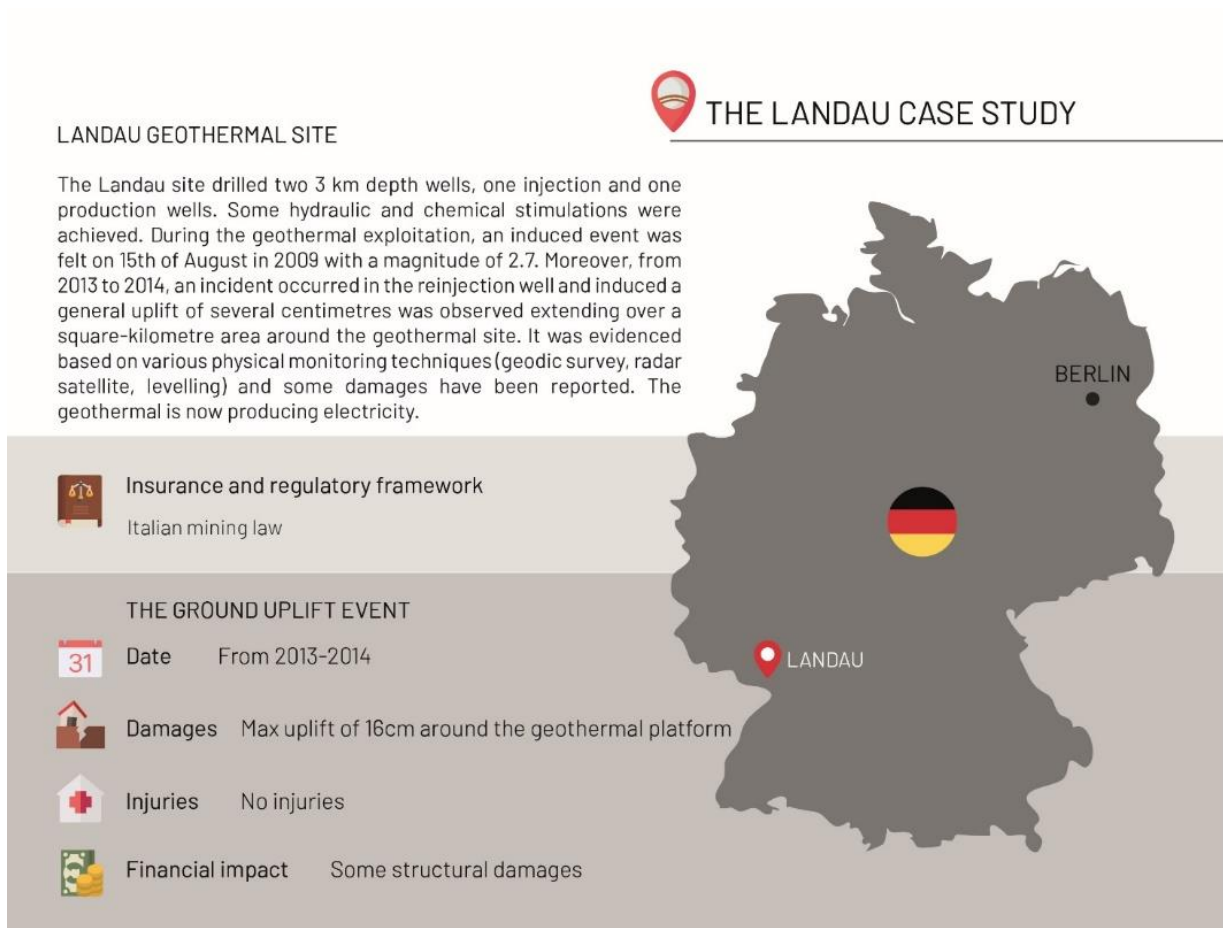 THE LANDAU CASE STUDY
LANDAU GEOTHERMAL SITE
The Landau site drilled two 3 km depth wells, one injection and one
production wells. Some hydraulic and chemical stimulations were
achieved. During the geothermal exploitation, an induced event was
felt on 15th of August in 2009 with a magnitude of 2.7. Moreover, from
2013 to 2014, an incident occurred in the reinjection well and induced a
general uplift of several centimetres was observed extending over a
square-kilometre area around the geothermal site. It was evidenced
based on various physical monitoring techniques (geodic survey, radar
satellite, levelling) and some damages have been reported. The
geothermal is now producing electricity.
BERLIN
Insurance and regulatory framework
Italian mining law
THE GROUND UPLIFT EVENT
31 Date From 2013-2014
LANDAU
Damages Max uplift of 16cm around the geothermal platform
Injuries No injuries
Financial impact Some structural damages